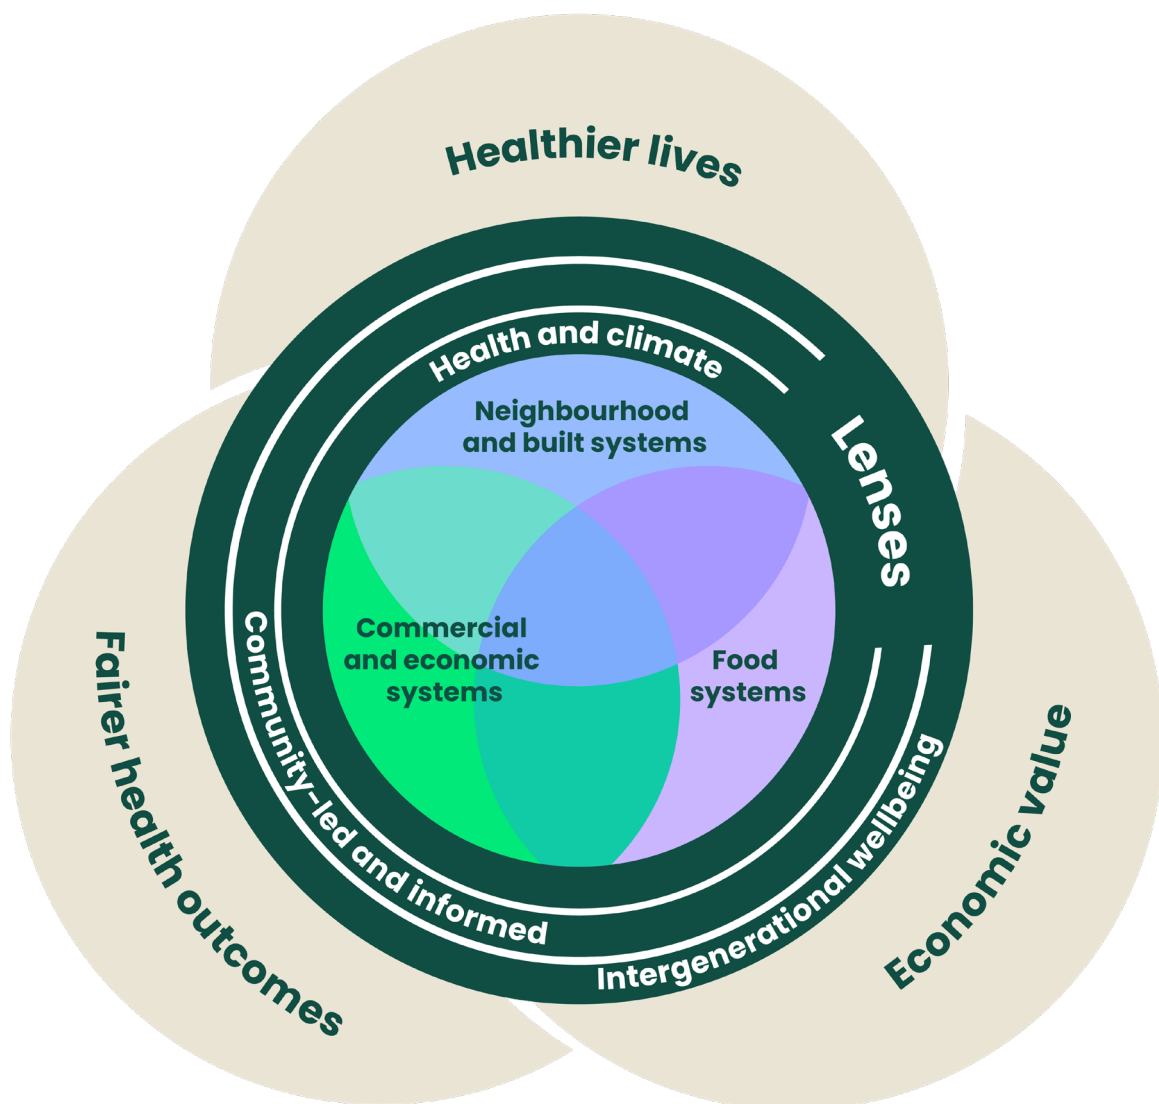 Healthier lives
Health and climate
Neighbourhood
and built systems
Lenses
Commercial
and economic
systems
Food
systems
Community-led and informed
Intergenerational wellbeing
Fairer health outcomes
Economic value